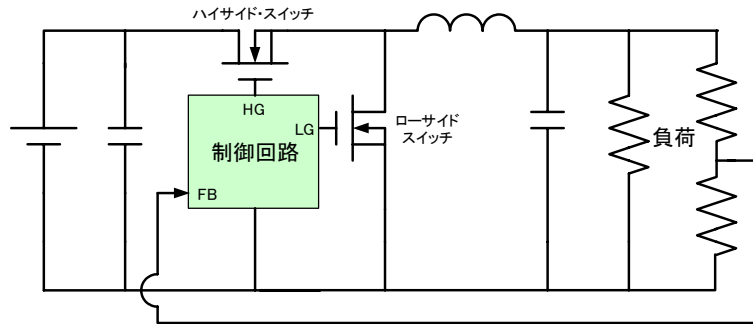 ハイサイド・スイッチ
HG
LG
ローサイド
スイッチ
制御回路
負荷
FB